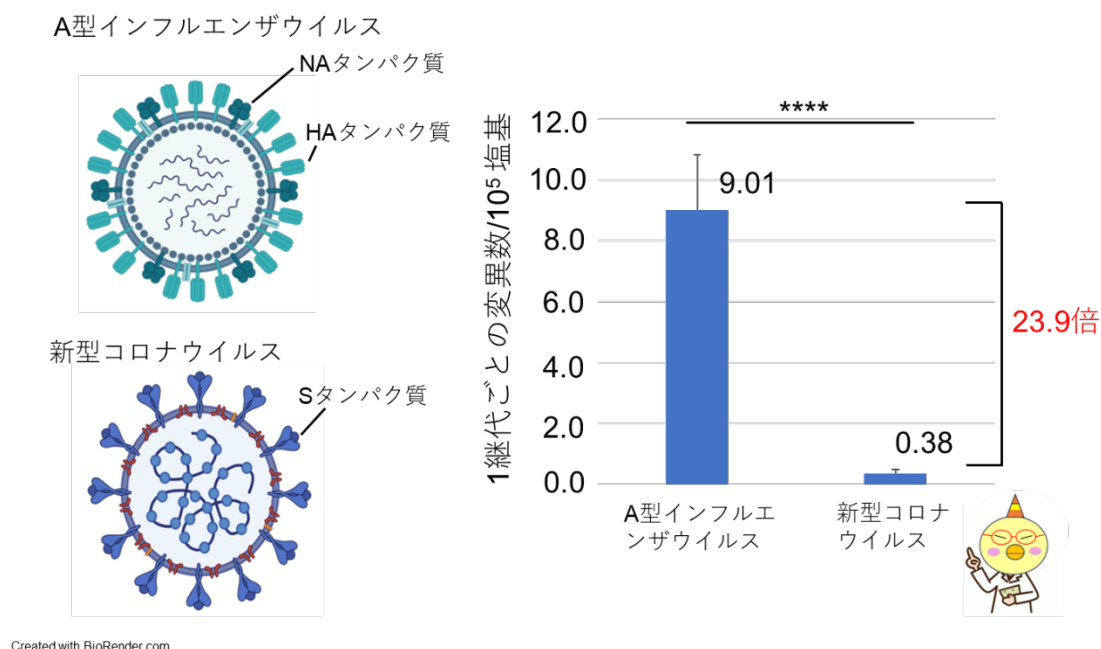 A型インフルエンザウイルス
NAタンパク質
HAタンパク質
新型コロナウイルス
Sタンパク質
1継代ごとの変異数/10⁵ 塩基
****
12.0
10.0
8.0
6.0
4.0
2.0
0.0
9.01
0.38
23.9倍
A型インフルエ
ンザウイルス
新型コロナ
ウイルス
Created with BioRender.com